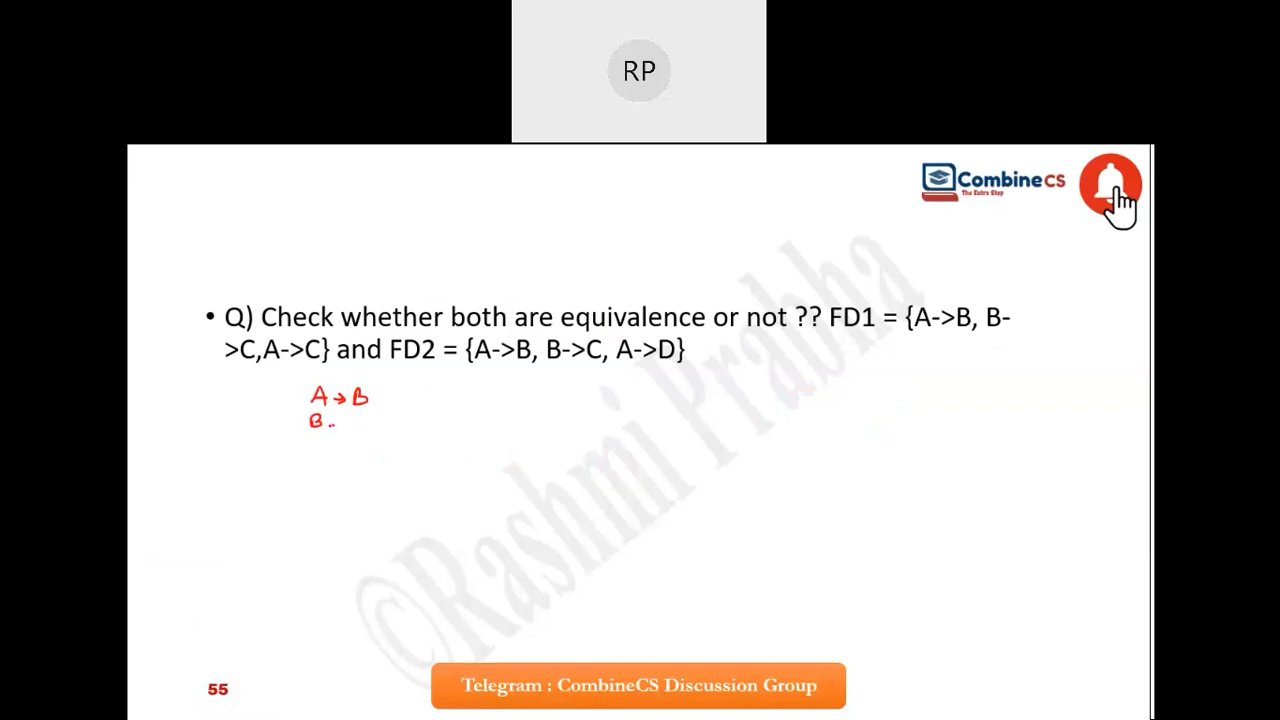 RP
CombineCS
The Extra Step
• Q) Check whether both are equivalence or not ?? FD1 = {A->B, B-
>C,A->C} and FD2 = {A->B, B->C, A->D}
A → B
B ..
©Rashmi Prabha
55
Telegram : CombineCS Discussion Group